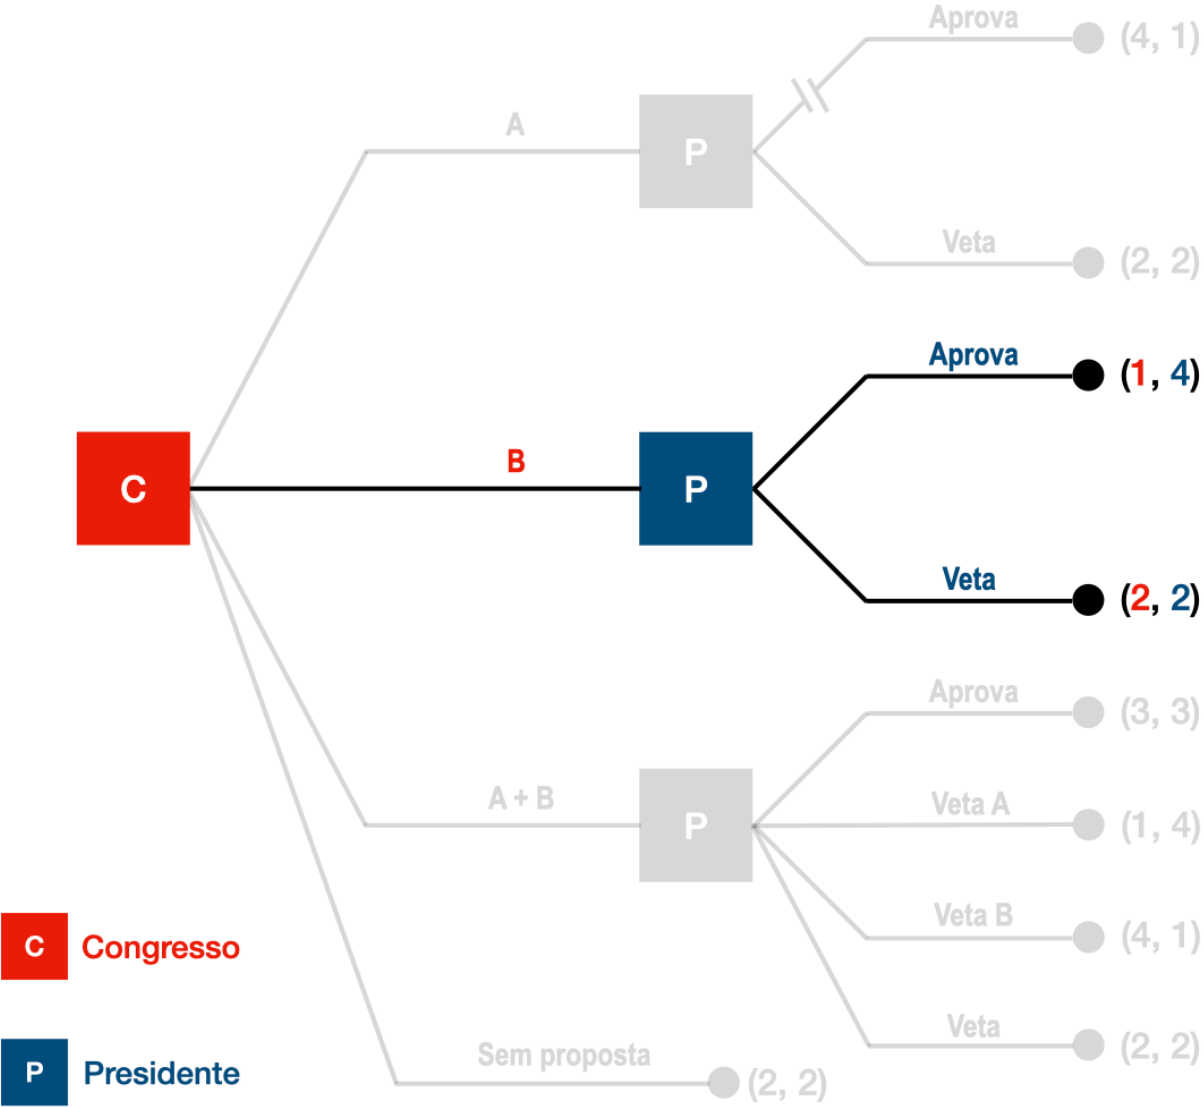 Aprova
(4, 1)
A
P
Veta
(2, 2)
Aprova
(1, 4)
B
C
P
Veta
(2, 2)
Aprova
(3, 3)
A + B
P
Veta A
(1, 4)
Veta B
(4, 1)
C
Congresso
Veta
(2, 2)
Sem proposta
(2, 2)
P
Presidente